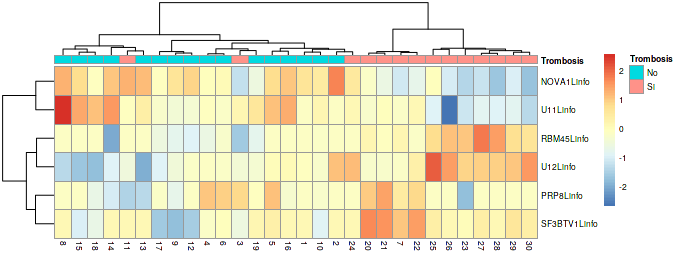 Trombosis
NOVA1Linfo
U11Linfo
RBM45Linfo
U12Linfo
PRP8Linfo
SF3BTV1Linfo
8 15 18 14 11 13 17 9 12 4 6 3 19 5 16 1 10 2 24 20 21 7 22 25 26 23 27 28 29 30
2
1
0
-1
-2
Trombosis
No
SI